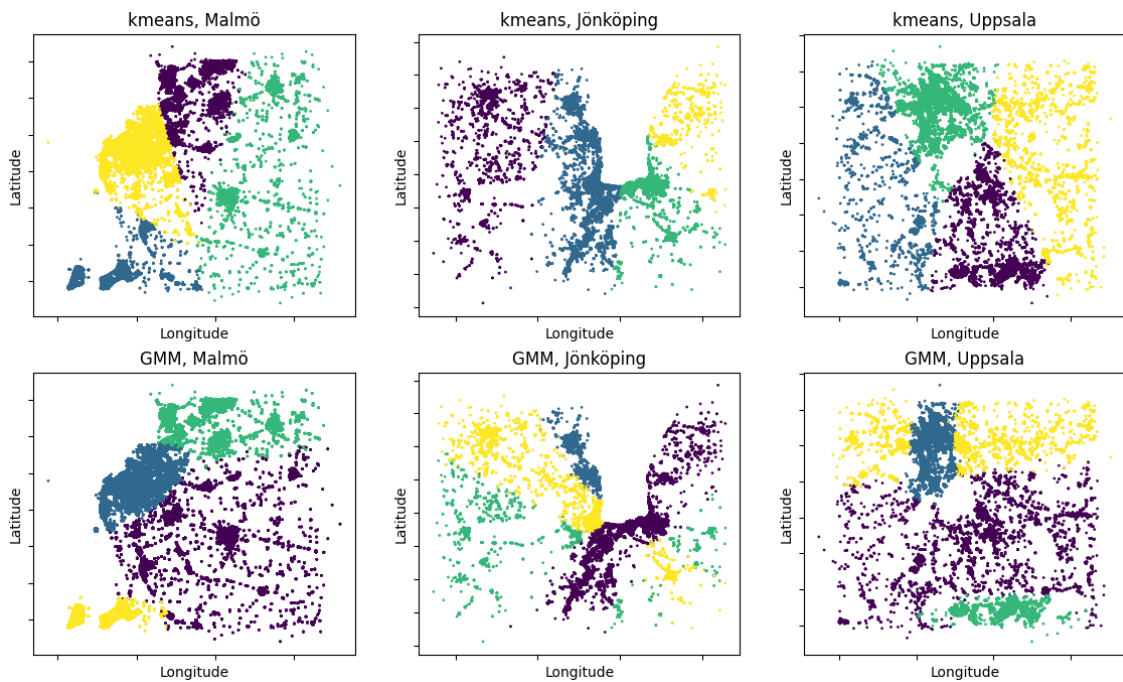 kmeans, Malmö
kmeans, Jönköping
kmeans, Uppsala
Latitude
Latitude
Latitude
Longitude
Longitude
Longitude
GMM, Malmö
GMM, Jönköping
GMM, Uppsala
Latitude
Latitude
Latitude
Longitude
Longitude
Longitude